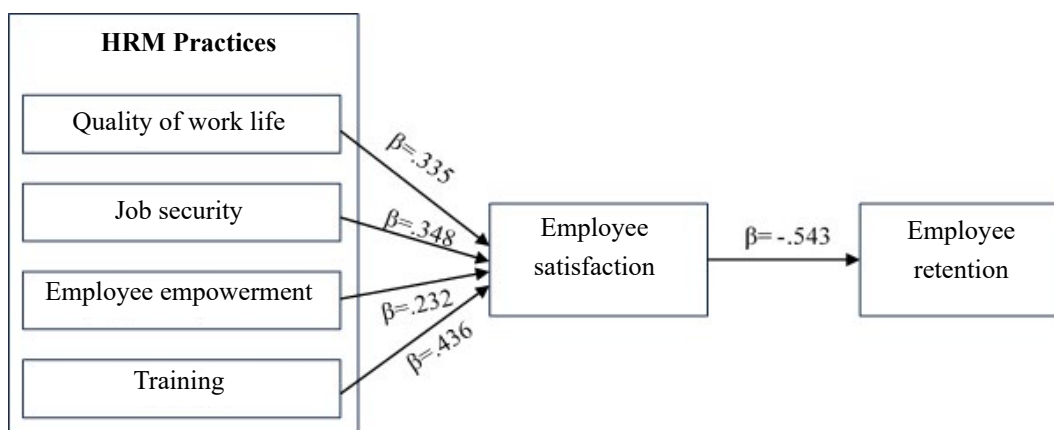 HRM Practices
Quality of work life
β=.335
Job security
β=.348
Employee empowerment
β=.232
Training
β=.436
Employee
satisfaction
β= -.543
Employee
retention